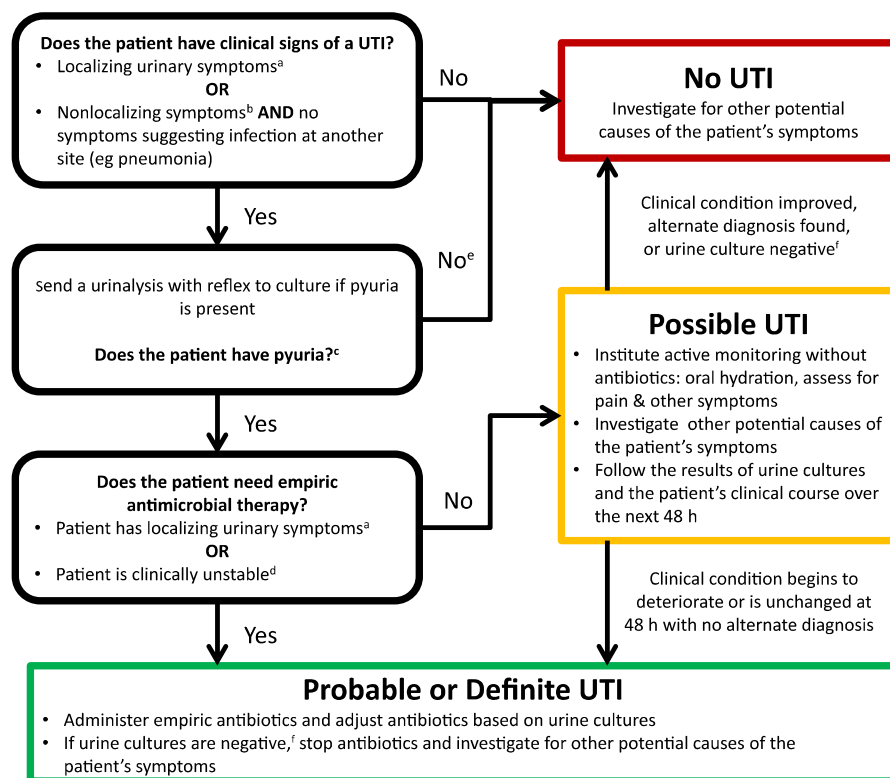 Does the patient have clinical signs of a UTI?
• Localizing urinary symptomsᵃ
OR
• Nonlocalizing symptomsᵇ AND no
symptoms suggesting infection at another
site (eg pneumonia)
No
No UTI
Investigate for other potential
causes of the patient's symptoms
Yes
Clinical condition improved,
alternate diagnosis found,
or urine culture negativeᶠ
Send a urinalysis with reflex to culture if pyuria
is present
Does the patient have pyuria?ᶜ
Noᵉ
Possible UTI
• Institute active monitoring without
antibiotics: oral hydration, assess for
pain & other symptoms
• Investigate other potential causes of
the patient's symptoms
• Follow the results of urine cultures
and the patient's clinical course over
the next 48 h
Yes
Does the patient need empiric
antimicrobial therapy?
• Patient has localizing urinary symptomsᵃ
OR
• Patient is clinically unstableᵈ
No
Clinical condition begins to
deteriorate or is unchanged at
48 h with no alternate diagnosis
Yes
Probable or Definite UTI
• Administer empiric antibiotics and adjust antibiotics based on urine cultures
• If urine cultures are negative,ᶠ stop antibiotics and investigate for other potential causes of the
patient's symptoms